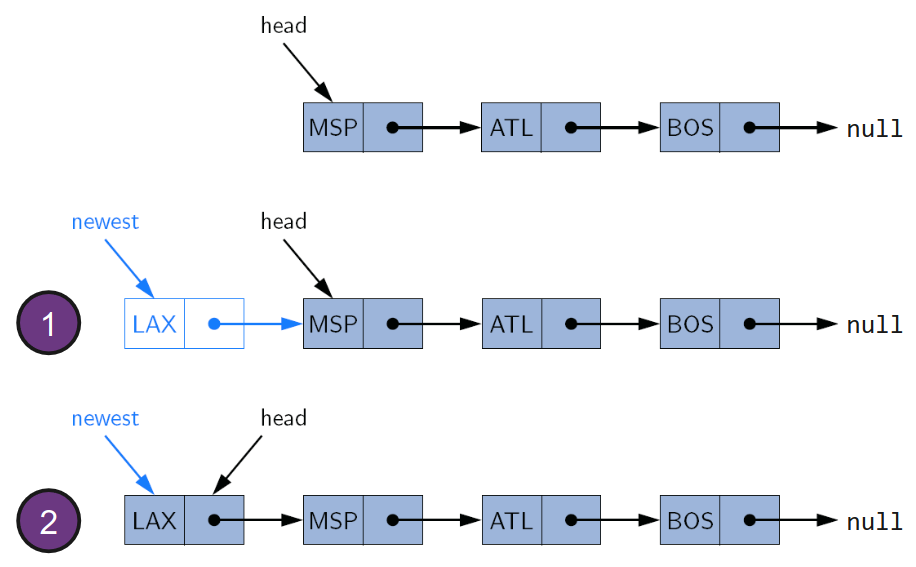 head
MSP ATL BOS null
newest head
1 LAX MSP ATL BOS null
newest head
2 LAX MSP ATL BOS null